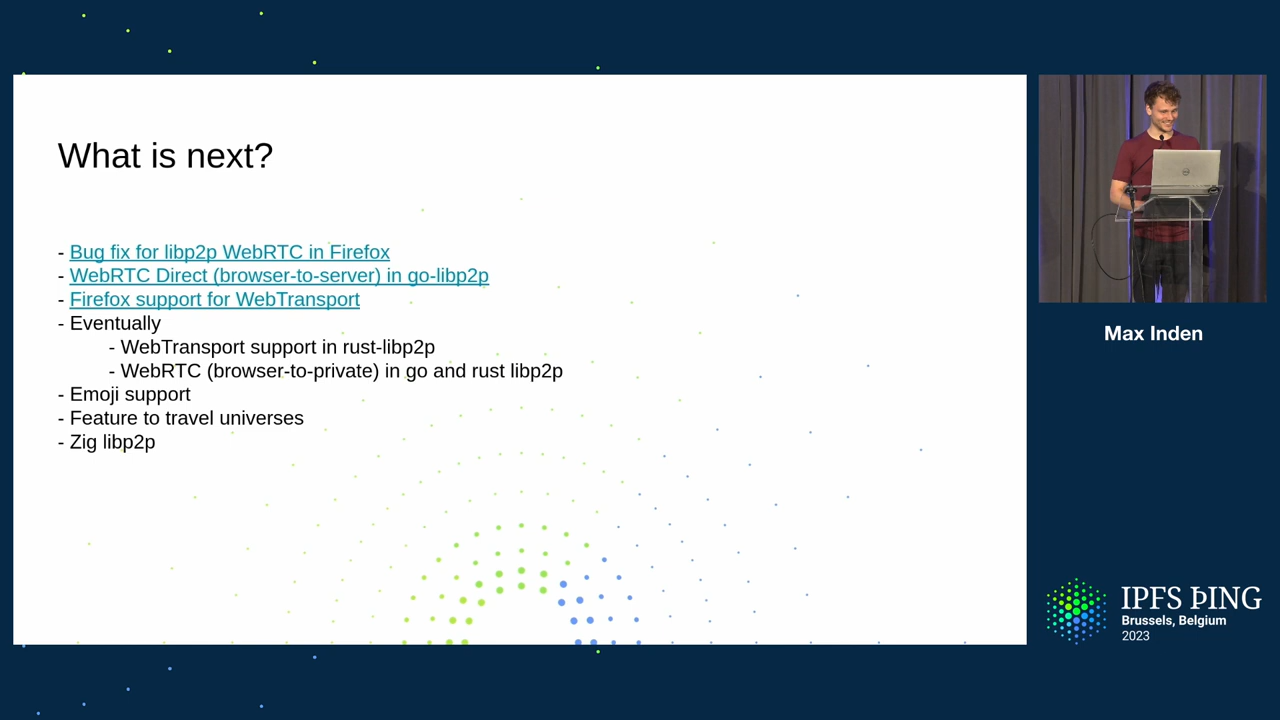 What is next?
- Bug fix for libp2p WebRTC in Firefox
- WebRTC Direct (browser-to-server) in go-libp2p
- Firefox support for WebTransport
- Eventually
- WebTransport support in rust-libp2p
- WebRTC (browser-to-private) in go and rust libp2p
- Emoji support
- Feature to travel universes
- Zig libp2p
Max Inden
IPFS ÞING
Brussels, Belgium
2023